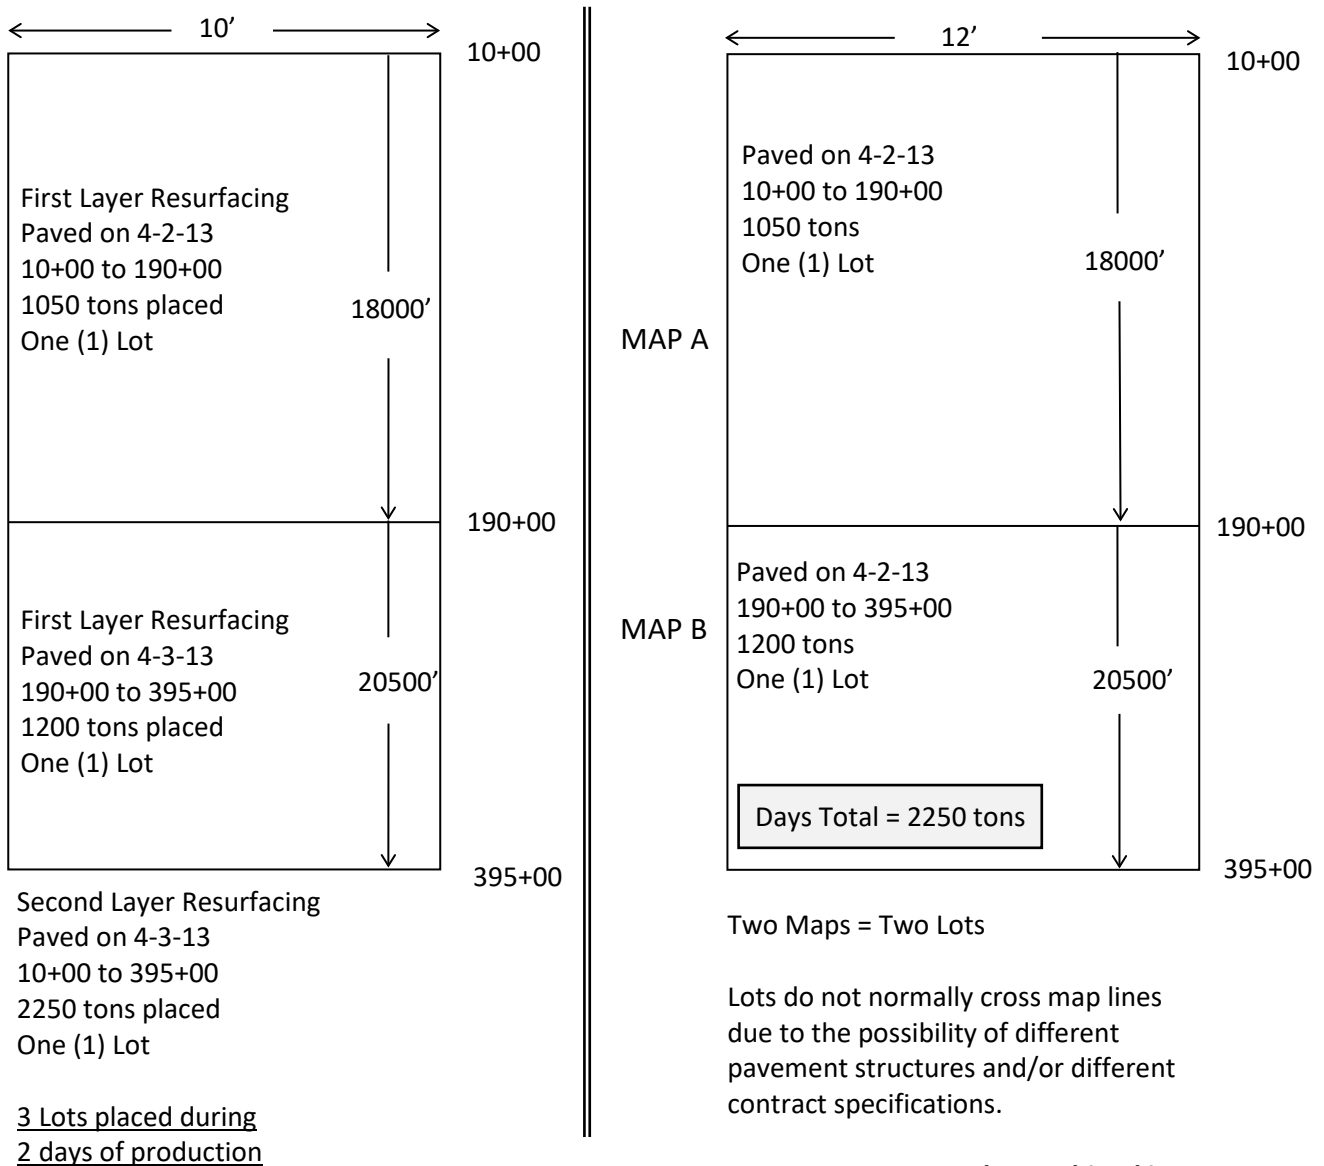 10’
10+00
First Layer Resurfacing
Paved on 4-2-13
10+00 to 190+00
1050 tons placed
One (1) Lot
18000’
190+00
First Layer Resurfacing
Paved on 4-3-13
190+00 to 395+00
1200 tons placed
One (1) Lot
20500’
395+00
Second Layer Resurfacing
Paved on 4-3-13
10+00 to 395+00
2250 tons placed
One (1) Lot
3 Lots placed during
2 days of production
12’
10+00
MAP A
Paved on 4-2-13
10+00 to 190+00
1050 tons
One (1) Lot
18000’
190+00
MAP B
Paved on 4-2-13
190+00 to 395+00
1200 tons
One (1) Lot
20500’
Days Total = 2250 tons
395+00
Two Maps = Two Lots
Lots do not normally cross map lines
due to the possibility of different
pavement structures and/or different
contract specifications.